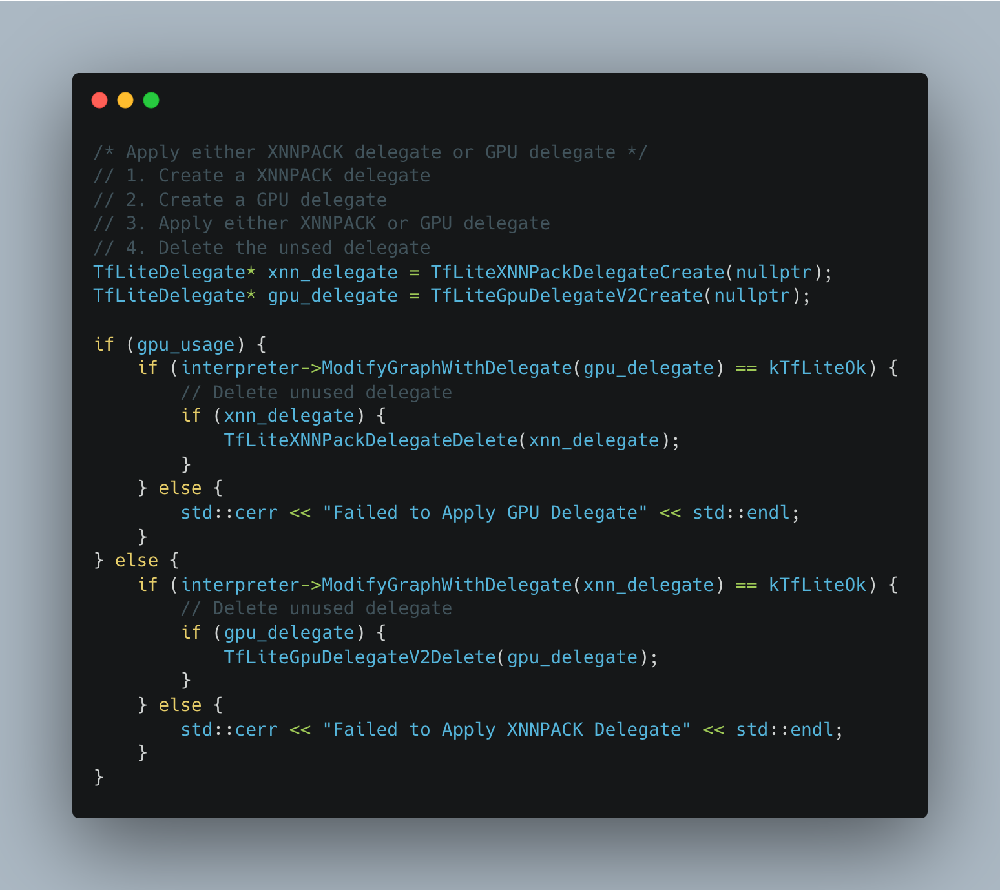 /* Apply either XNNPACK delegate or GPU delegate */
// 1. Create a XNNPACK delegate
// 2. Create a GPU delegate
// 3. Apply either XNNPACK or GPU delegate
// 4. Delete the unsed delegate
TfLiteDelegate* xnn_delegate = TfLiteXNNPackDelegateCreate(nullptr);
TfLiteDelegate* gpu_delegate = TfLiteGpuDelegateV2Create(nullptr);

if (gpu_usage) {
    if (interpreter->ModifyGraphWithDelegate(gpu_delegate) == kTfLiteOk) {
        // Delete unused delegate
        if (xnn_delegate) {
            TfLiteXNNPackDelegateDelete(xnn_delegate);
        }
    } else {
        std::cerr << "Failed to Apply GPU Delegate" << std::endl;
    }
} else {
    if (interpreter->ModifyGraphWithDelegate(xnn_delegate) == kTfLiteOk) {
        // Delete unused delegate
        if (gpu_delegate) {
            TfLiteGpuDelegateV2Delete(gpu_delegate);
        }
    } else {
        std::cerr << "Failed to Apply XNNPACK Delegate" << std::endl;
    }
}